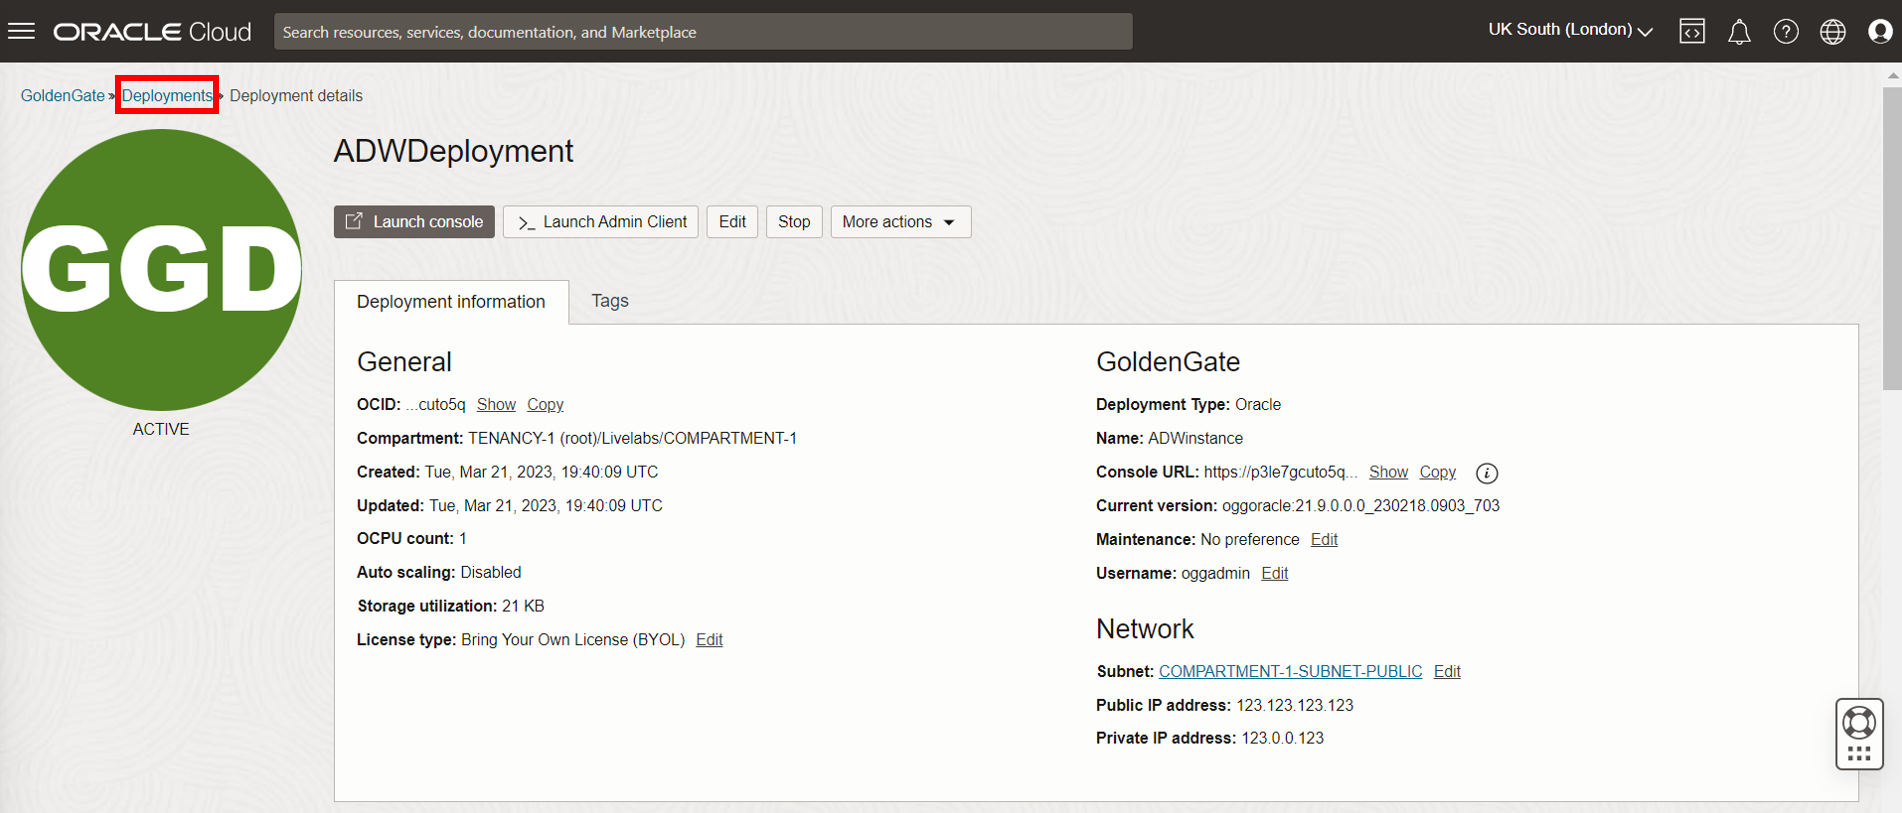 ORACLE Cloud
Search resources, services, documentation, and Marketplace
UK South (London)
GoldenGate » Deployments » Deployment details
GGD
ACTIVE
ADWDeployment
Launch console
Launch Admin Client
Edit
Stop
More actions
Deployment information
Tags
General
OCID: ...cuto5q Show Copy
Compartment: TENANCY-1 (root)/Livelabs/COMPARTMENT-1
Created: Tue, Mar 21, 2023, 19:40:09 UTC
Updated: Tue, Mar 21, 2023, 19:40:09 UTC
OCPU count: 1
Auto scaling: Disabled
Storage utilization: 21 KB
License type: Bring Your Own License (BYOL) Edit
GoldenGate
Deployment Type: Oracle
Name: ADWinstance
Console URL: https://p3le7gcuto5q... Show Copy
Current version: oggoracle:21.9.0.0.0_230218.0903_703
Maintenance: No preference Edit
Username: oggadmin Edit
Network
Subnet: COMPARTMENT-1-SUBNET-PUBLIC Edit
Public IP address: 123.123.123.123
Private IP address: 123.0.0.123